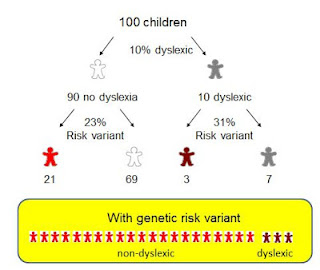 100 children
10% dyslexic
90 no dyslexia
10 dyslexic
23%
Risk variant
31%
Risk variant
21
69
3
7
With genetic risk variant
non-dyslexic
dyslexic